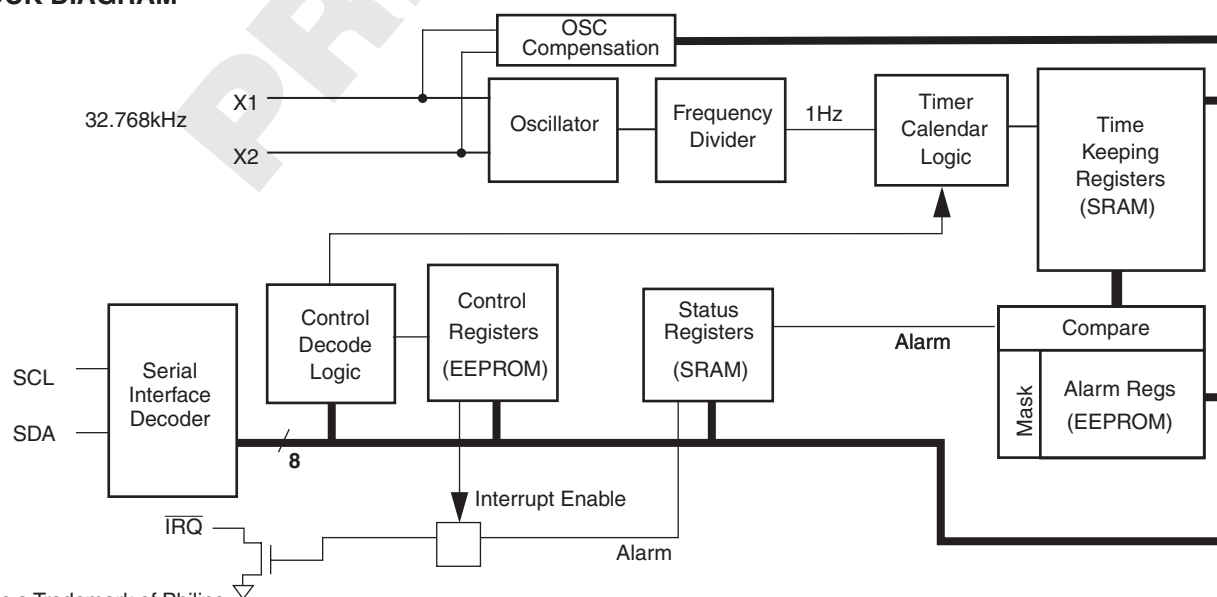 OSC
Compensation
X1
32.768kHz
X2
Oscillator
Frequency
Divider
1Hz
Timer
Calendar
Logic
Time
Keeping
Registers
(SRAM)
Control
Decode
Logic
Control
Registers
(EEPROM)
Status
Registers
(SRAM)
Alarm
Compare
Mask
Alarm Regs
(EEPROM)
SCL
SDA
Serial
Interface
Decoder
8
Interrupt Enable
IRQ
Alarm